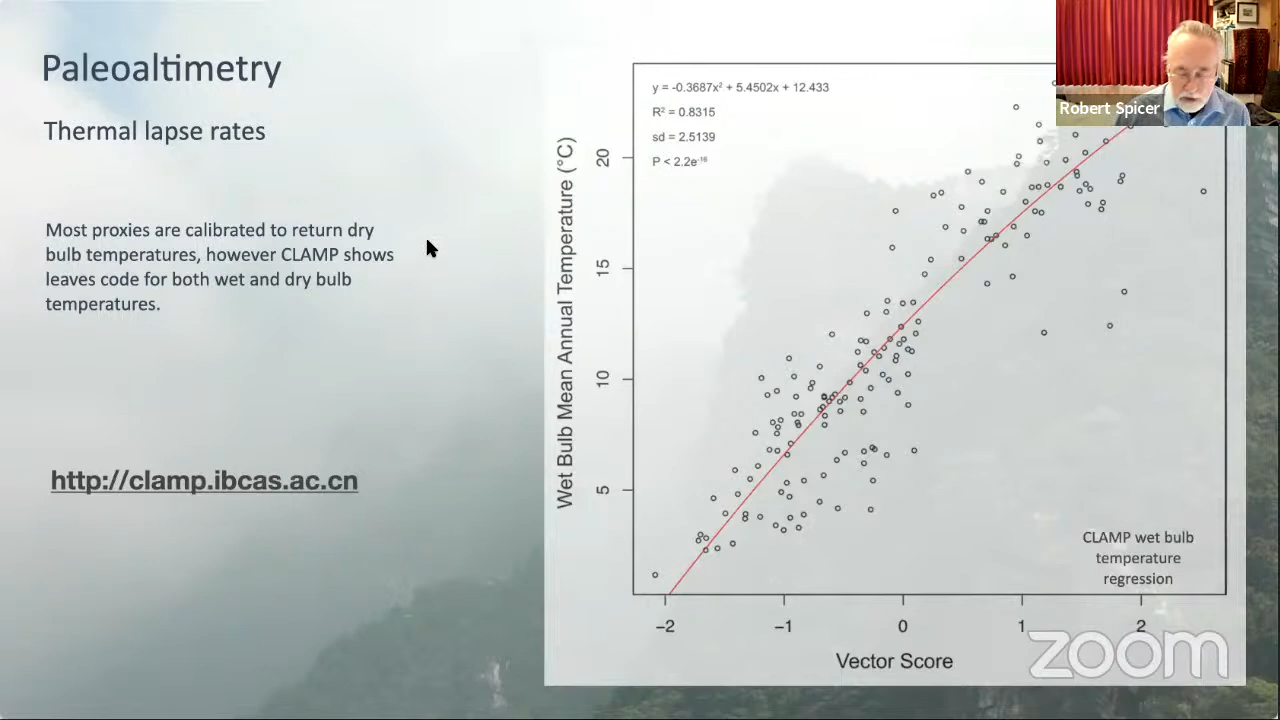 Paleoaltimetry
Thermal lapse rates
Most proxies are calibrated to return dry
bulb temperatures, however CLAMP shows
leaves code for both wet and dry bulb
temperatures.
http://clamp.ibcas.ac.cn
y = -0.3687x² + 5.4502x + 12.433
R² = 0.8315
sd = 2.5139
P < 2.2e⁻¹⁶
Wet Bulb Mean Annual Temperature (°C)
20
15
10
5
−2 −1 0 1 2
Vector Score
CLAMP wet bulb
temperature
regression
Robert Spicer
zoom